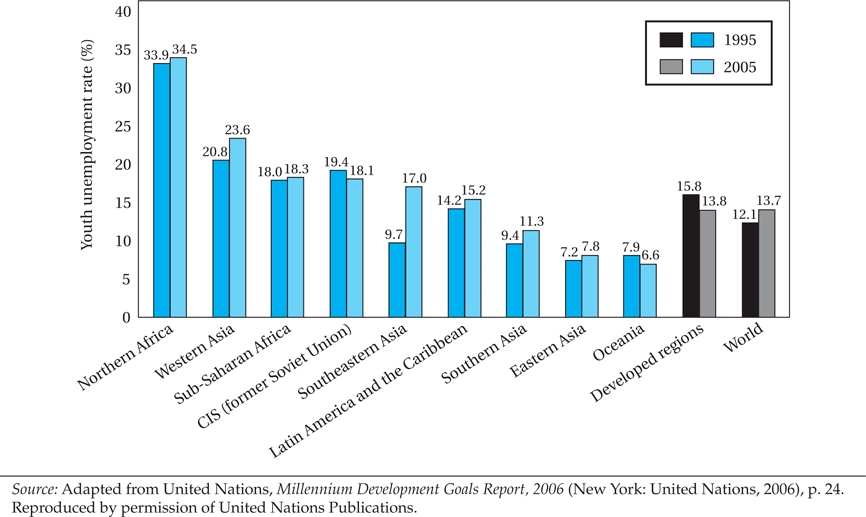 Youth unemployment rate (%)
40
35
30
25
20
15
10
5
0
1995
2005
33.9 34.5
20.8 23.6
18.0 18.3
19.4 18.1
9.7 17.0
14.2 15.2
9.4 11.3
7.2 7.8
7.9 6.6
15.8 13.8
12.1 13.7
Northern Africa
Western Asia
Sub-Saharan Africa
CIS (former Soviet Union)
Southeastern Asia
Latin America and the Caribbean
Southern Asia
Eastern Asia
Oceania
Developed regions
World
Source: Adapted from United Nations, Millennium Development Goals Report, 2006 (New York: United Nations, 2006), p. 24.
Reproduced by permission of United Nations Publications.